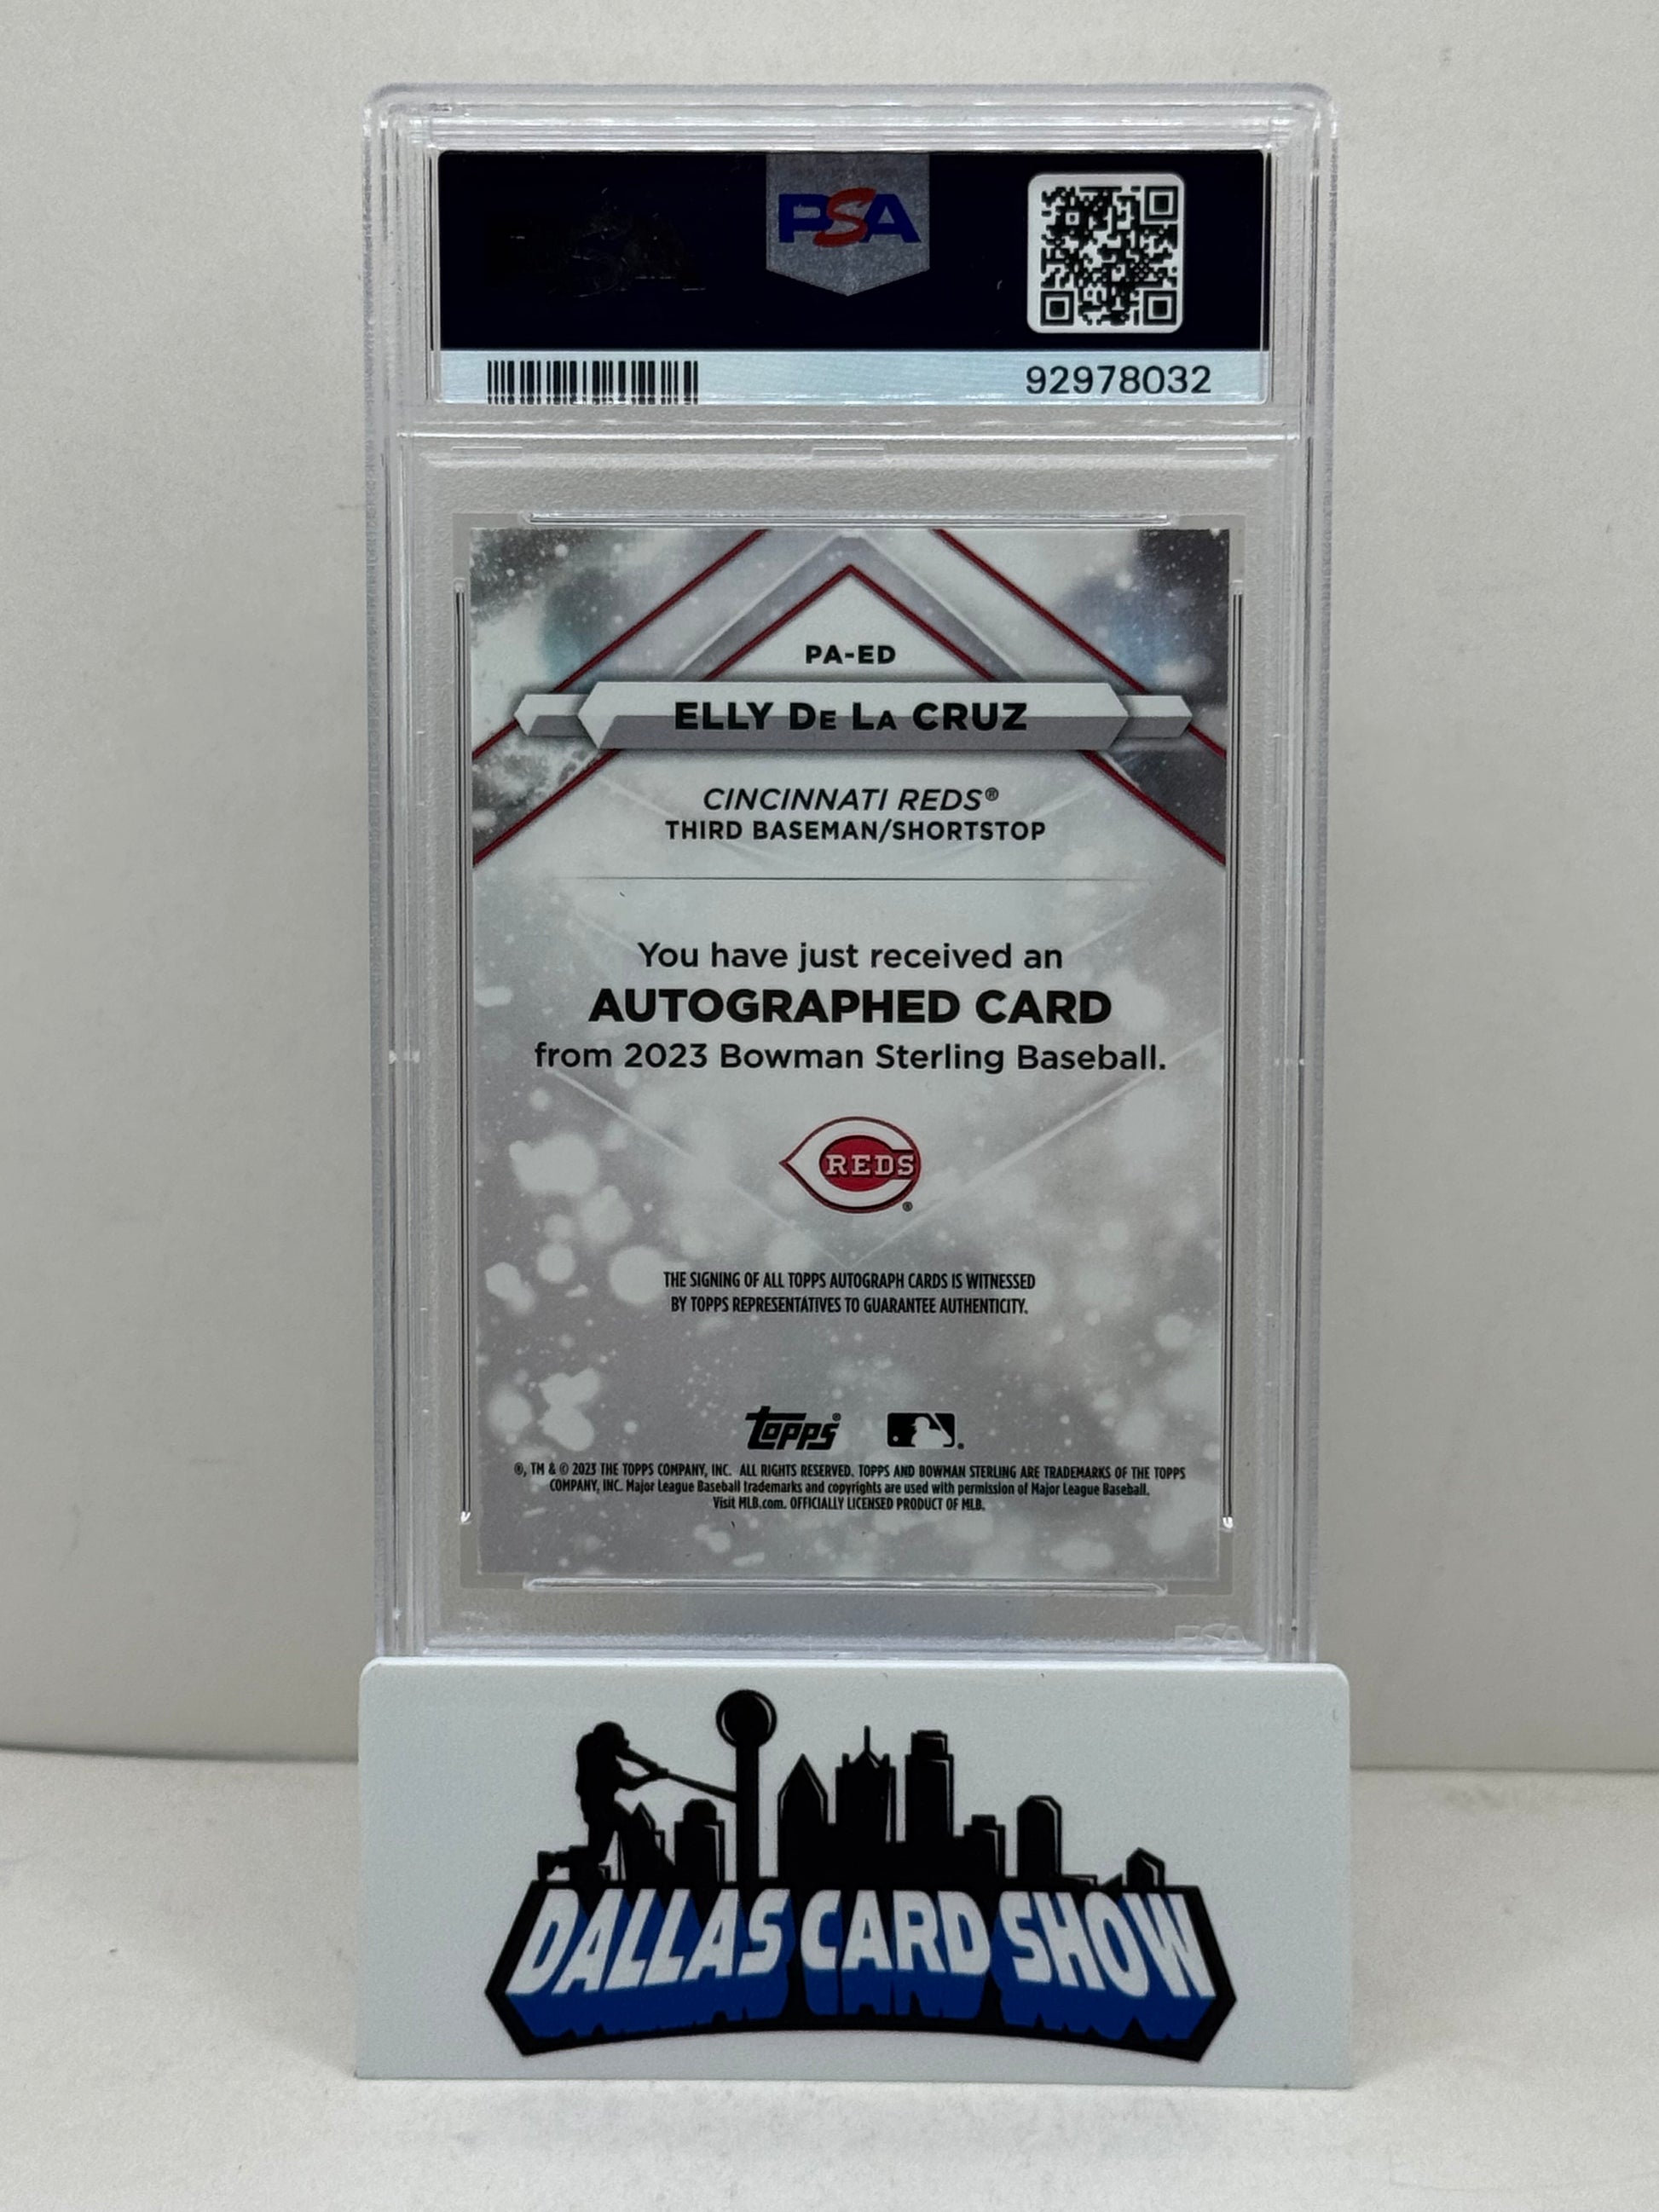 PSA
92978032
PA-ED
ELLY DE LA CRUZ
CINCINNATI REDS®
THIRD BASEMAN/SHORTSTOP
You have just received an
AUTOGRAPHED CARD
from 2023 Bowman Sterling Baseball.
REDS®
THE SIGNING OF ALL TOPPS AUTOGRAPH CARDS IS WITNESSED
BY TOPPS REPRESENTATIVES TO GUARANTEE AUTHENTICITY.
topps®
®, TM & © 2023 THE TOPPS COMPANY, INC. ALL RIGHTS RESERVED. TOPPS AND BOWMAN STERLING ARE TRADEMARKS OF THE TOPPS
COMPANY, INC. Major League Baseball trademarks and copyrights are used with permission of Major League Baseball.
Visit MLB.com. OFFICIALLY LICENSED PRODUCT OF MLB.
PSA
DALLAS CARD SHOW